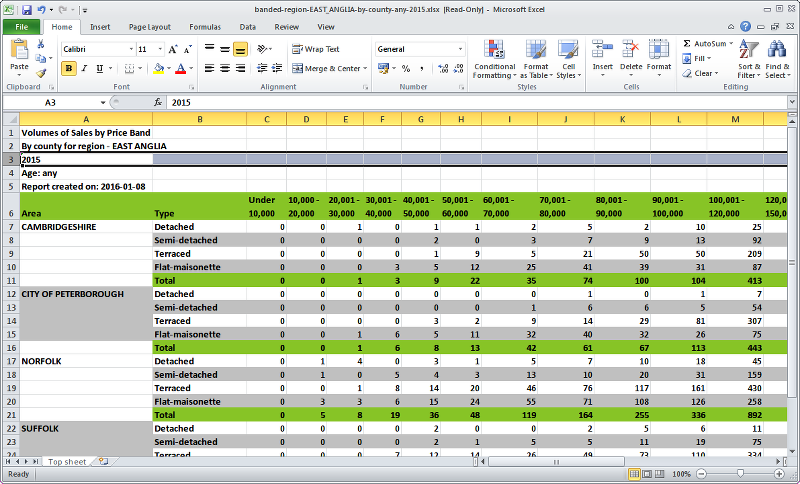 banded-region-EAST_ANGLIA-by-county-any-2015.xlsx [Read-Only] - Microsoft Excel
File Home Insert Page Layout Formulas Data Review View
Paste Calibri 11 A A Wrap Text General Conditional Formatting Format as Table Cell Styles Insert Delete Format AutoSum Sort & Filter Find & Select
B I U Merge & Center % , .0 .00 Fill Clear
Clipboard Font Alignment Number Styles Cells Editing
A3 fx 2015
A B C D E F G H I J K L M
1 Volumes of Sales by Price Band
2 By county for region - EAST ANGLIA
3 2015
4 Age: any
5 Report created on: 2016-01-08
Under 10,000 - 20,001 - 30,001 - 40,001 - 50,001 - 60,001 - 70,001 - 80,001 - 90,001 - 100,001 - 120,0
6 Area Type 10,000 20,000 30,000 40,000 50,000 60,000 70,000 80,000 90,000 100,000 120,000 150,0
7 CAMBRIDGESHIRE Detached 0 0 1 0 1 1 2 5 2 10 25
8 Semi-detached 0 0 0 0 2 0 3 7 9 13 92
9 Terraced 0 0 0 0 1 9 5 21 50 50 209
10 Flat-maisonette 0 0 0 3 5 12 25 41 39 31 87
11 Total 0 0 1 3 9 22 35 74 100 104 413
12 CITY OF PETERBOROUGH Detached 0 0 0 0 0 0 0 1 0 1 7
13 Semi-detached 0 0 0 0 0 0 1 6 6 5 54
14 Terraced 0 0 0 0 3 2 9 14 29 81 307
15 Flat-maisonette 0 0 1 6 5 11 32 40 32 26 75
16 Total 0 0 1 6 8 13 42 61 67 113 443
17 NORFOLK Detached 0 1 4 0 3 1 5 7 10 18 45
18 Semi-detached 0 1 0 5 4 3 13 10 20 31 159
19 Terraced 0 0 1 8 14 20 46 76 117 161 430
20 Flat-maisonette 0 3 3 6 15 24 55 71 108 126 258
21 Total 0 5 8 19 36 48 119 164 255 336 892
22 SUFFOLK Detached 0 0 0 0 2 0 0 2 5 6 11
23 Semi-detached 0 0 0 0 2 1 5 5 11 19 75
24 Terraced 0 0 0 7 12 14 26 49 73 110 334
Top sheet
Ready 100%